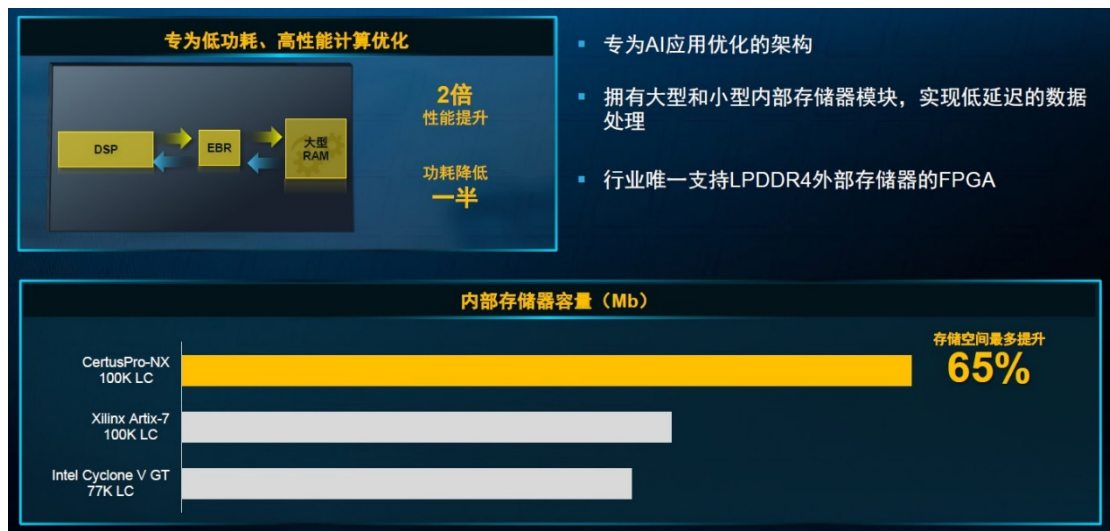 专为低功耗、高性能计算优化
DSP
EBR
大型
RAM
2倍
性能提升
功耗降低
一半
▪ 专为AI应用优化的架构
▪ 拥有大型和小型内部存储器模块，实现低延迟的数据
处理
▪ 行业唯一支持LPDDR4外部存储器的FPGA
内部存储器容量（Mb）
CertusPro-NX
100K LC
存储空间最多提升
65%
Xilinx Artix-7
100K LC
Intel Cyclone V GT
77K LC